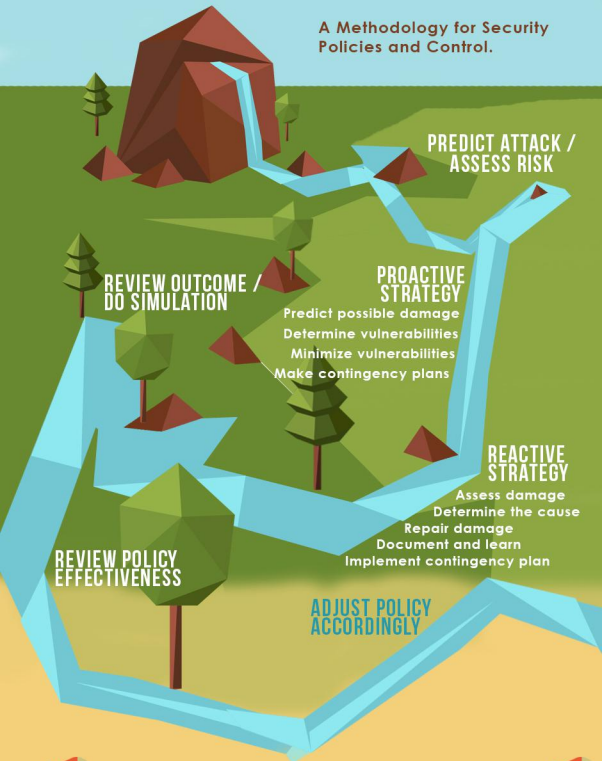 A Methodology for Security
Policies and Control.
PREDICT ATTACK /
ASSESS RISK
PROACTIVE
STRATEGY
Predict possible damage
Determine vulnerabilities
Minimize vulnerabilities
Make contingency plans
REACTIVE
STRATEGY
Assess damage
Determine the cause
Repair damage
Document and learn
Implement contingency plan
REVIEW OUTCOME /
DO SIMULATION
REVIEW POLICY
EFFECTIVENESS
ADJUST POLICY
ACCORDINGLY